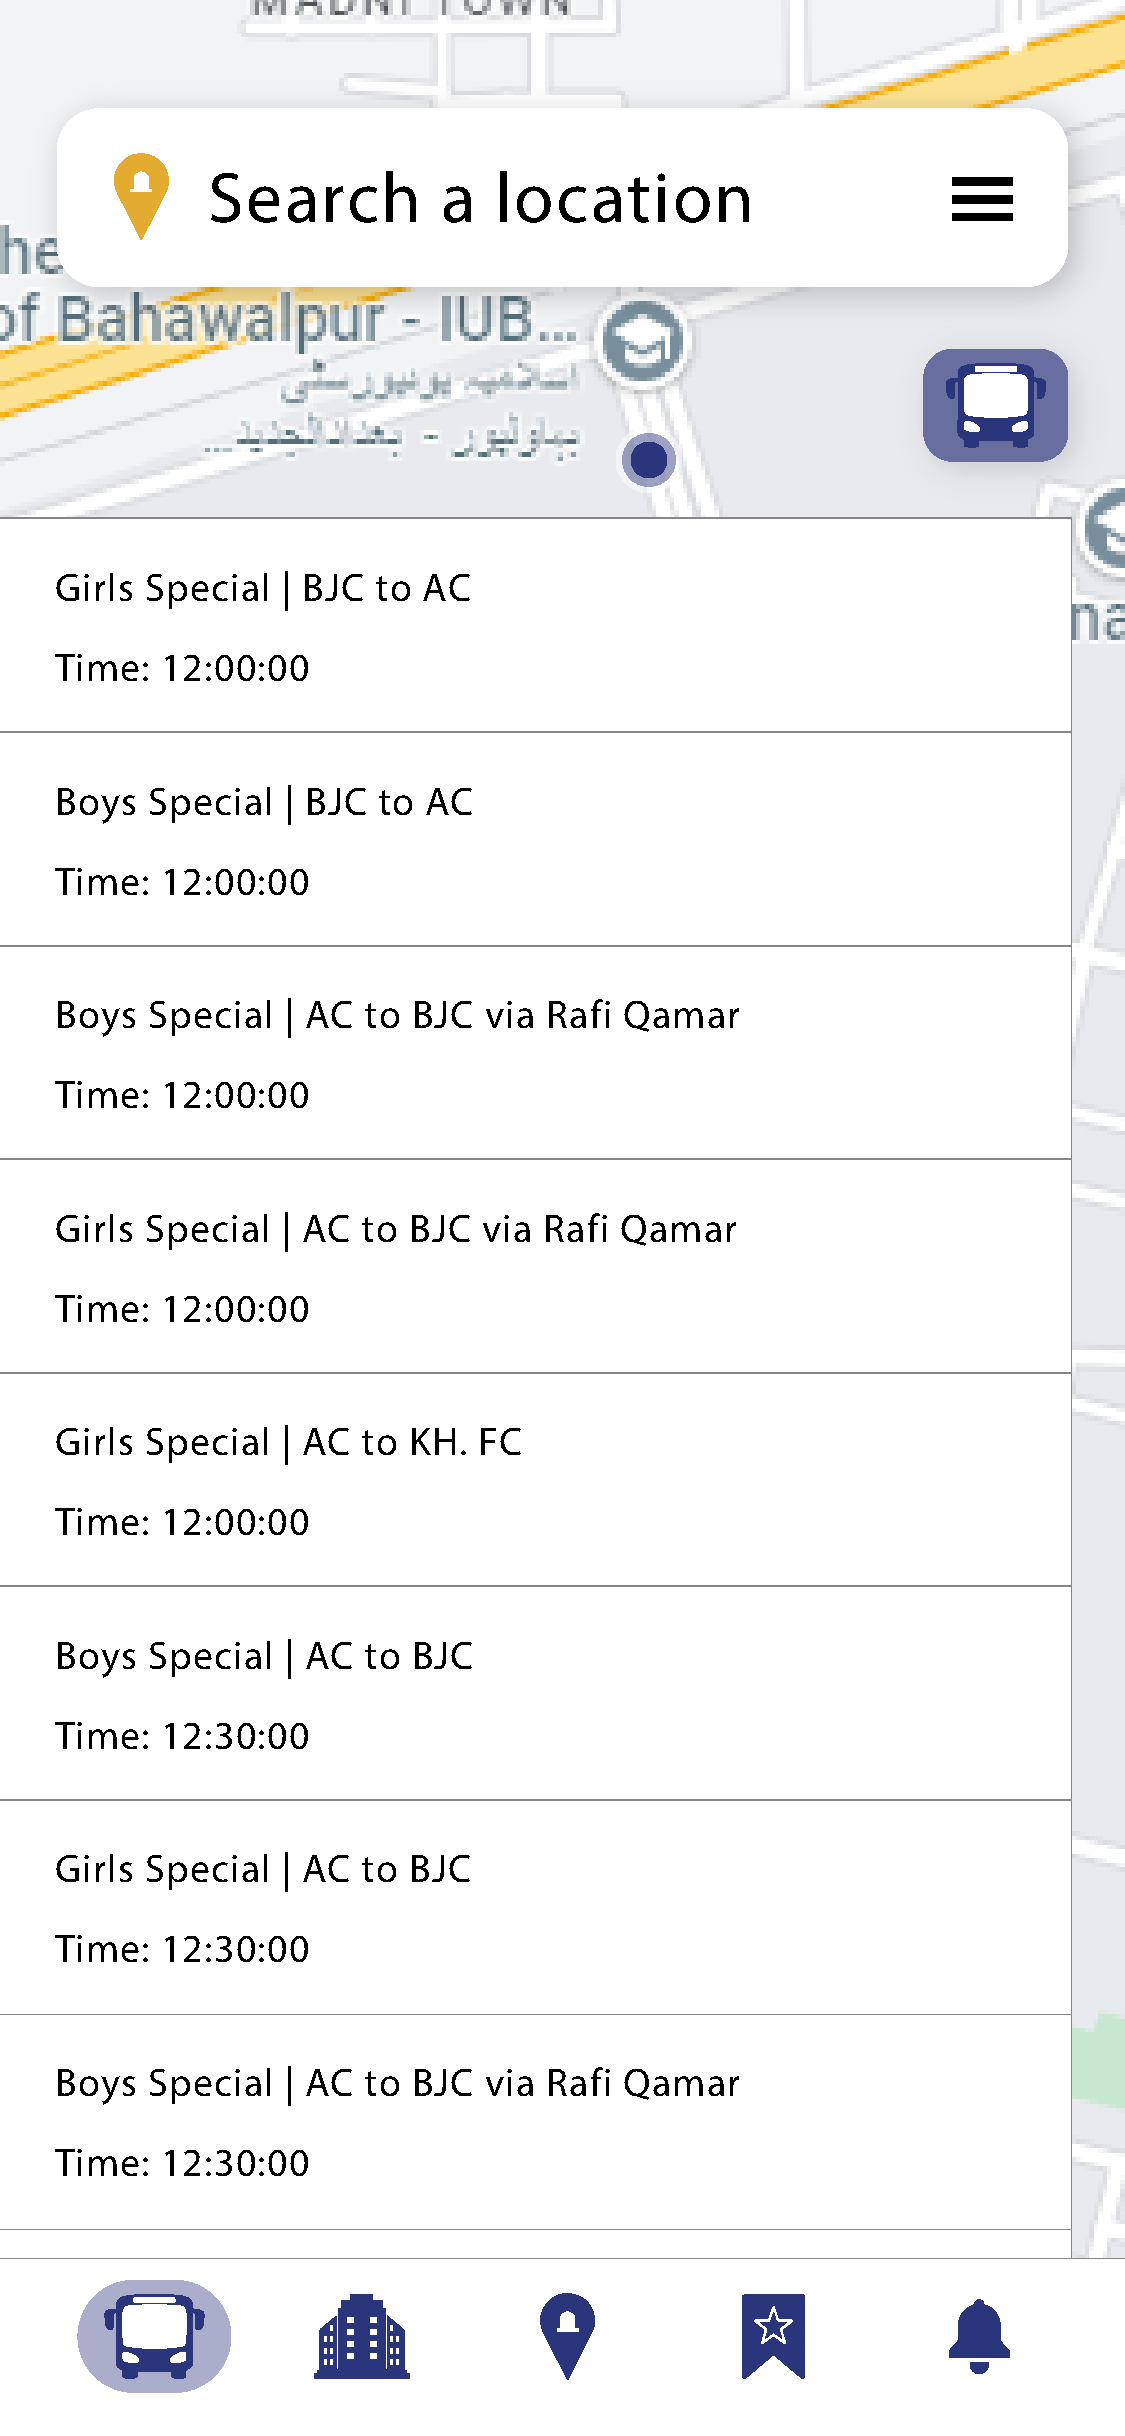 MADNI TOWN
Search a location
he
of Bahawalpur - IUB...
اسلامیہ یونیورسٹی
بہاولپور - بغدادالجدید...
na
Girls Special | BJC to AC
Time: 12:00:00
Boys Special | BJC to AC
Time: 12:00:00
Boys Special | AC to BJC via Rafi Qamar
Time: 12:00:00
Girls Special | AC to BJC via Rafi Qamar
Time: 12:00:00
Girls Special | AC to KH. FC
Time: 12:00:00
Boys Special | AC to BJC
Time: 12:30:00
Girls Special | AC to BJC
Time: 12:30:00
Boys Special | AC to BJC via Rafi Qamar
Time: 12:30:00